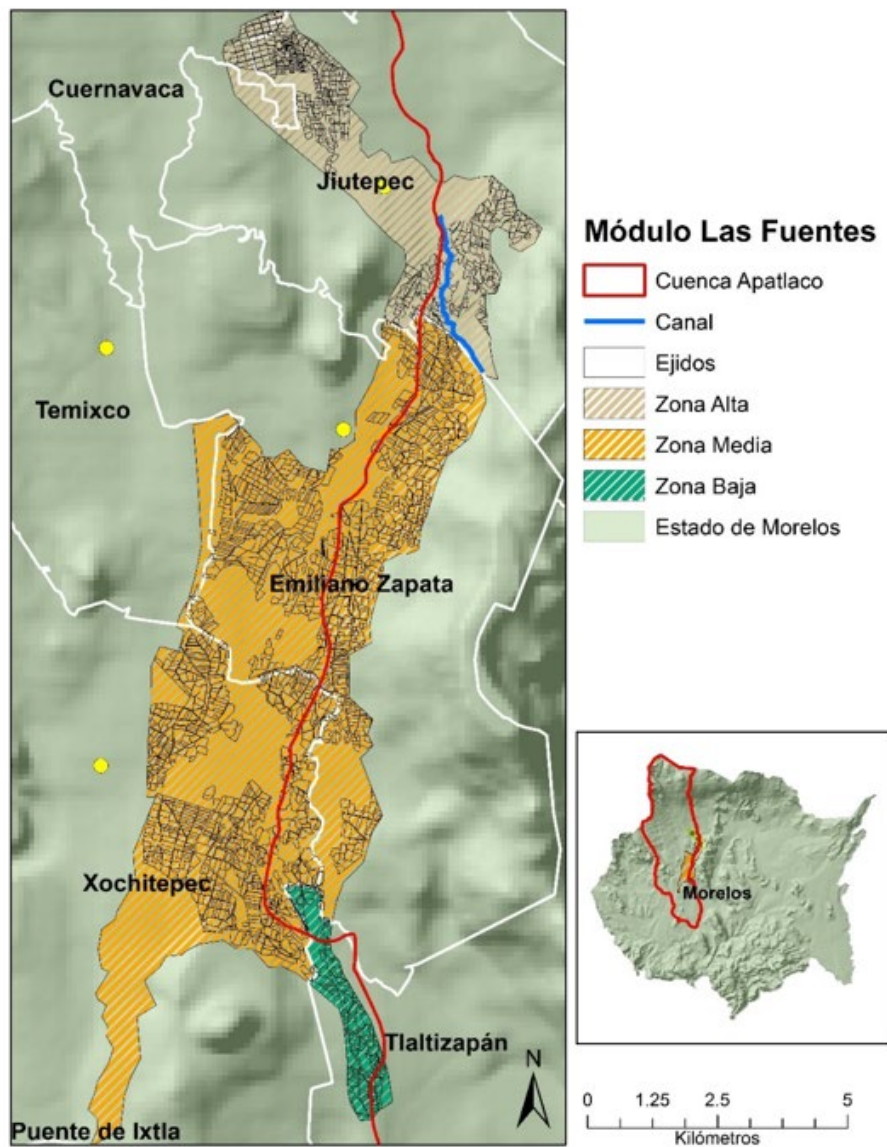 Cuernavaca
Jiutepec
Temixco
Emiliano Zapata
Xochitepec
Tlaltizapán
Puente de Ixtla
N
Módulo Las Fuentes
Cuenca Apatlaco
Canal
Ejidos
Zona Alta
Zona Media
Zona Baja
Estado de Morelos
Morelos
0 1.25 2.5 5
Kilómetros